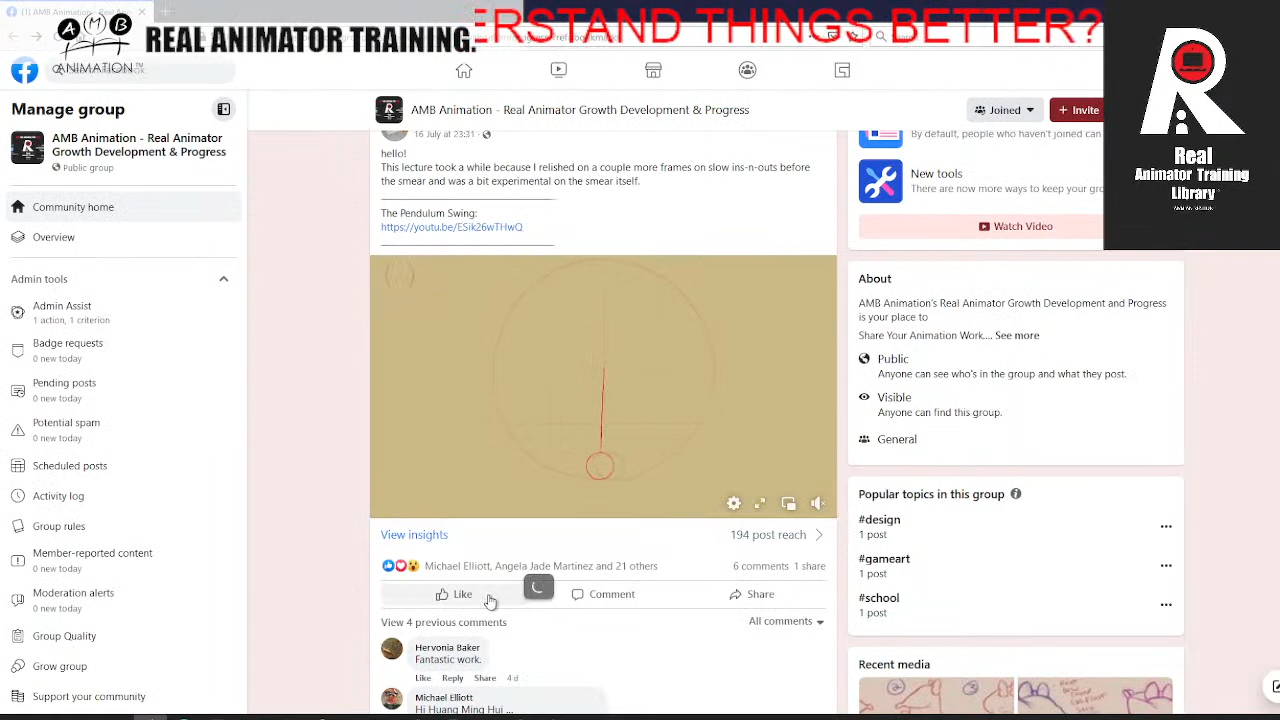 (1) AMB Animation - Real Anima
ERSTAND THINGS BETTER?
AMB
ANIMATION
REAL ANIMATOR TRAINING.
Manage group
AMB Animation - Real Animator
Growth Development & Progress
Public group
Community home
Overview
Admin tools
Admin Assist
1 action, 1 criterion
Badge requests
0 new today
Pending posts
0 new today
Potential spam
0 new today
Scheduled posts
Activity log
Group rules
Member-reported content
0 new today
Moderation alerts
0 new today
Group Quality
Grow group
Support your community
AMB Animation - Real Animator Growth Development & Progress
Joined
+ Invite
16 July at 23:31
hello!
This lecture took a while because I relished on a couple more frames on slow ins-n-outs before
the smear and was a bit experimental on the smear itself.
The Pendulum Swing:
https://youtu.be/ESik26wTHwQ
View insights
194 post reach
Michael Elliott, Angela Jade Martinez and 21 others
6 comments 1 share
Like
Comment
Share
View 4 previous comments
All comments
Hervonia Baker
Fantastic work.
Like Reply Share 4 d
Michael Elliott
Hi Huang Ming Hui ...
By default, people who haven't joined can
New tools
There are now more ways to keep your gro
Watch Video
About
AMB Animation's Real Animator Growth Development and Progress
is your place to
Share Your Animation Work.... See more
Public
Anyone can see who's in the group and what they post.
Visible
Anyone can find this group.
General
Popular topics in this group
#design
1 post
#gameart
1 post
#school
1 post
Recent media
R
Real
Animator Training
Library